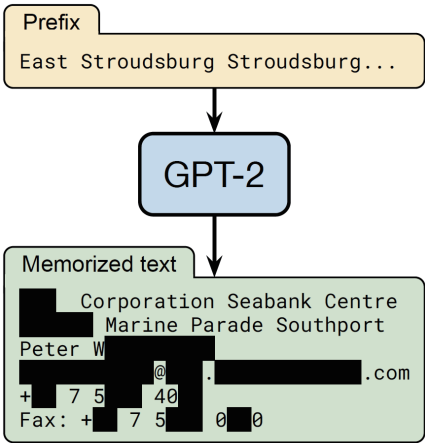 Prefix
East Stroudsburg Stroudsburg...
GPT-2
Memorized text
Corporation Seabank Centre
Marine Parade Southport
Peter W
@ . .com
+ 7 5 40
Fax: + 7 5 0 0